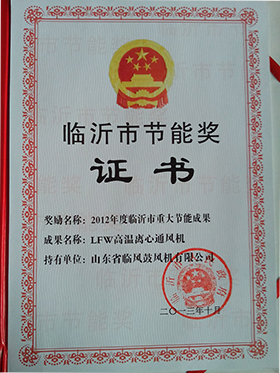 临沂市节能奖
证书
奖励名称：2012年度临沂市重大节能成果
成果名称：LFW高温离心通风机
持有单位：山东省临风鼓风机有限公司
二〇一三年十月